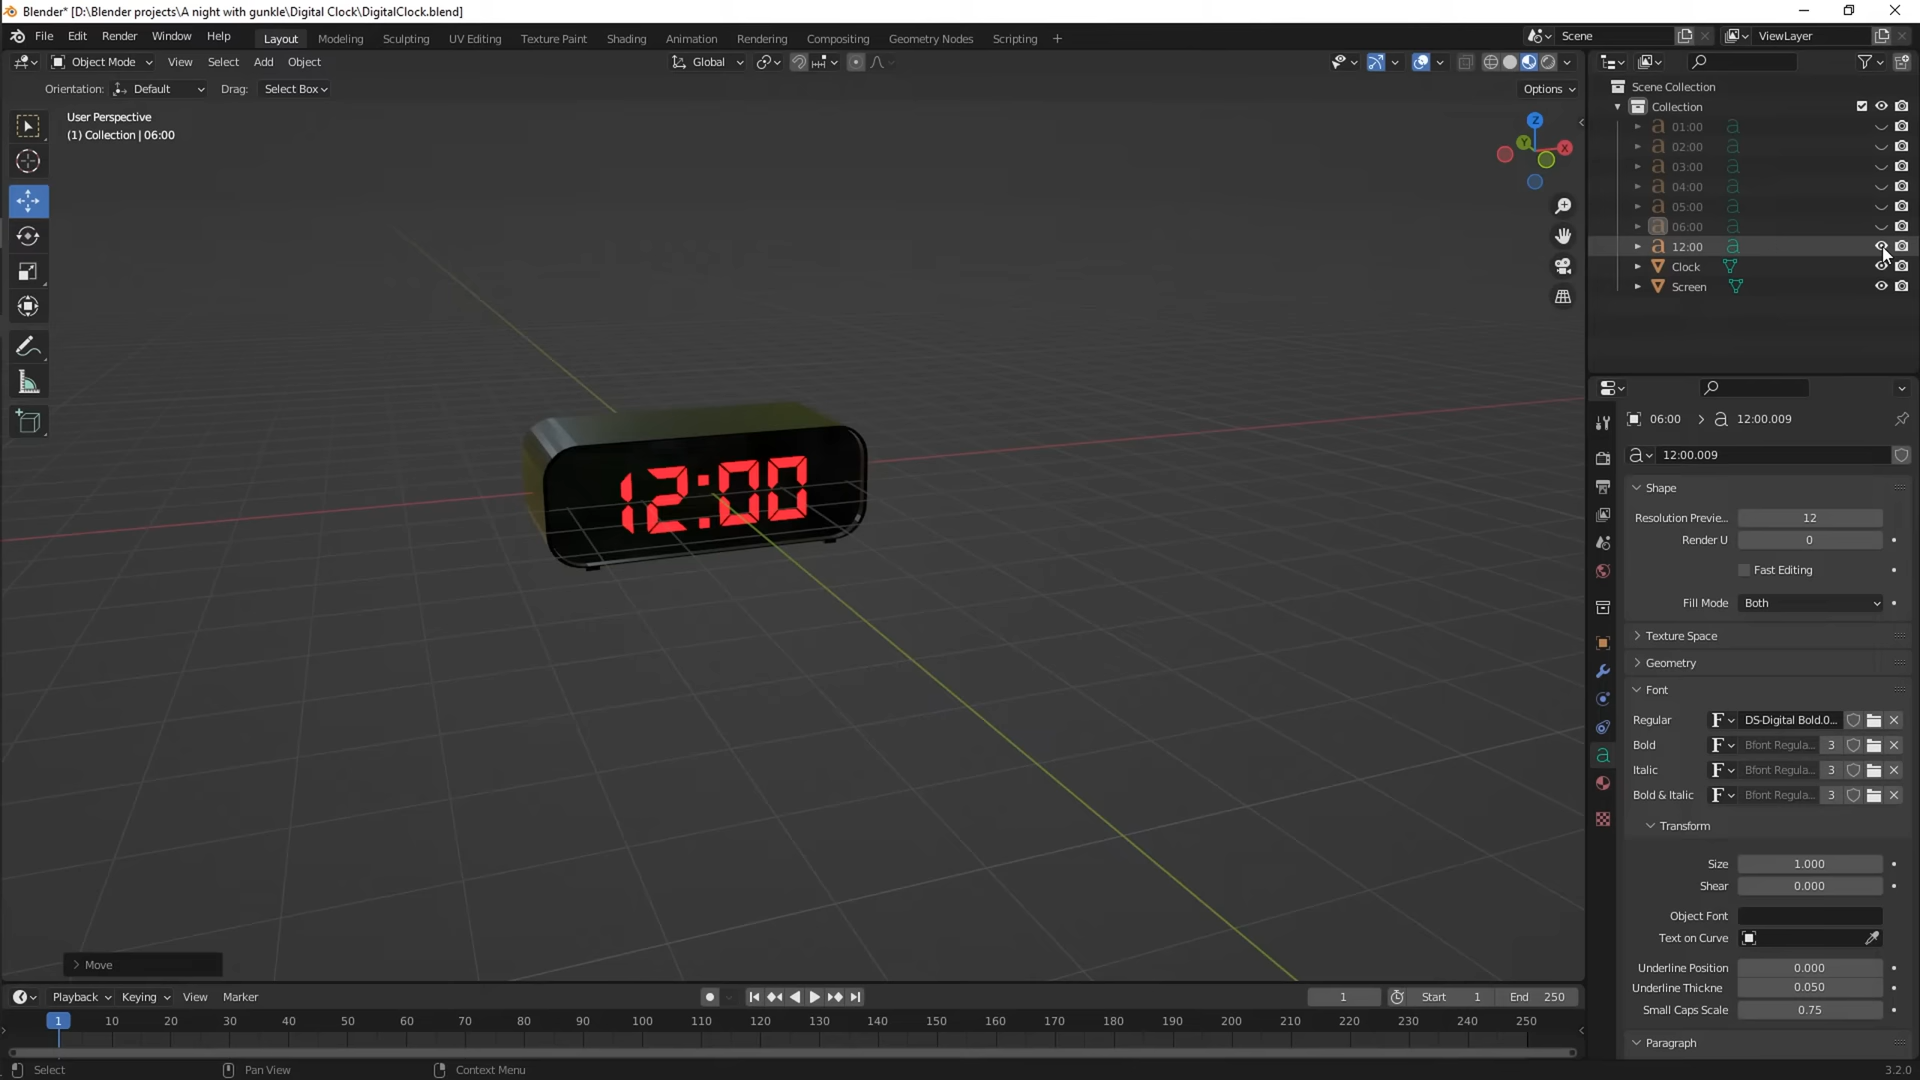 Blender* [D:\Blender projects\A night with gunkle\Digital Clock\DigitalClock.blend]
File Edit Render Window Help Layout Modeling Sculpting UV Editing Texture Paint Shading Animation Rendering Compositing Geometry Nodes Scripting + Scene ViewLayer
Object Mode View Select Add Object Global
Orientation: Default Drag: Select Box Options
User Perspective
(1) Collection | 06:00
Z
Y
X
12:00
Scene Collection
Collection
01:00
02:00
03:00
04:00
05:00
06:00
12:00
Clock
Screen
06:00 > 12:00.009
12:00.009
Shape
Resolution Previe... 12
Render U 0
Fast Editing
Fill Mode Both
Texture Space
Geometry
Font
Regular F DS-Digital Bold.0...
Bold F Bfont Regula... 3
Italic F Bfont Regula... 3
Bold & Italic F Bfont Regula... 3
Transform
Size 1.000
Shear 0.000
Object Font
Text on Curve
Underline Position 0.000
Underline Thickne 0.050
Small Caps Scale 0.75
Paragraph
> Move
Playback Keying View Marker 1 Start 1 End 250
1 10 20 30 40 50 60 70 80 90 100 110 120 130 140 150 160 170 180 190 200 210 220 230 240 250
Select Pan View Context Menu 3.2.0